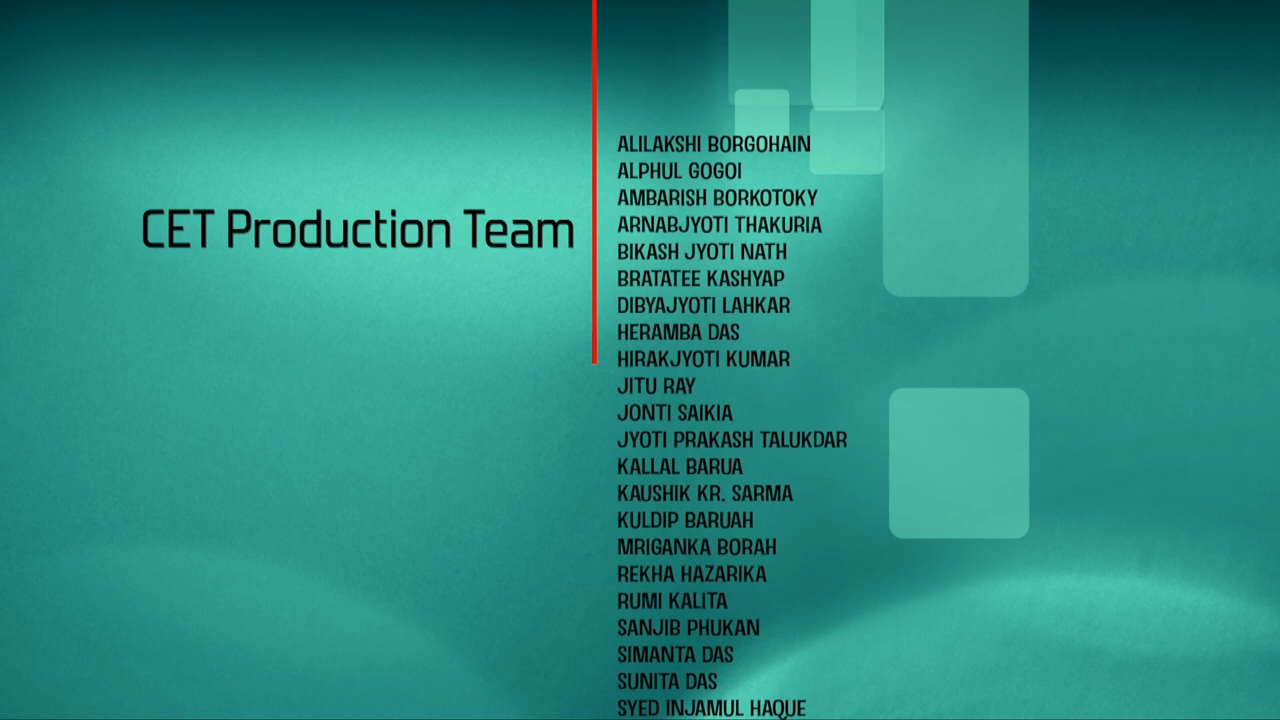 CET Production Team
ALILAKSHI BORGOHAIN
ALPHUL GOGOI
AMBARISH BORKOTOKY
ARNABJYOTI THAKURIA
BIKASH JYOTI NATH
BRATATEE KASHYAP
DIBYAJYOTI LAHKAR
HERAMBA DAS
HIRAKJYOTI KUMAR
JITU RAY
JONTI SAIKIA
JYOTI PRAKASH TALUKDAR
KALLAL BARUA
KAUSHIK KR. SARMA
KULDIP BARUAH
MRIGANKA BORAH
REKHA HAZARIKA
RUMI KALITA
SANJIB PHUKAN
SIMANTA DAS
SUNITA DAS
SYED INJAMUL HAQUE